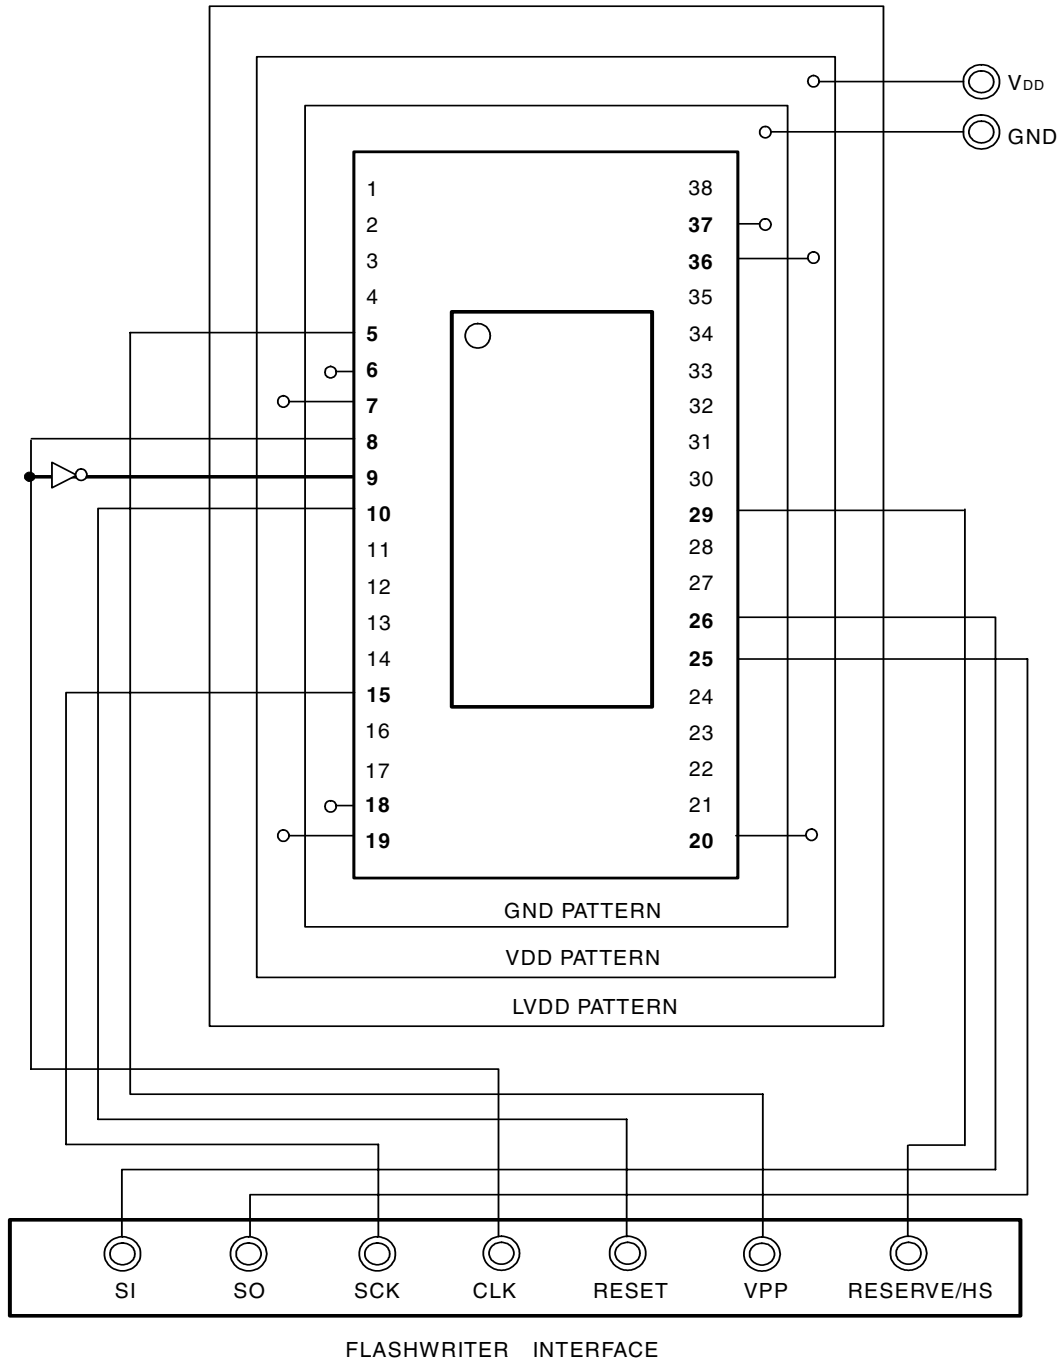 VDD
GND
1 38
2 37
3 36
4 35
5 34
6 33
7 32
8 31
9 30
10 29
11 28
12 27
13 26
14 25
15 24
16 23
17 22
18 21
19 20
GND PATTERN
VDD PATTERN
LVDD PATTERN
SI SO SCK CLK RESET VPP RESERVE/HS
FLASHWRITER INTERFACE